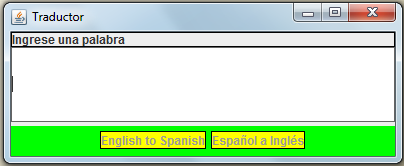 Traductor
Ingrese una palabra
English to Spanish Español a Inglés